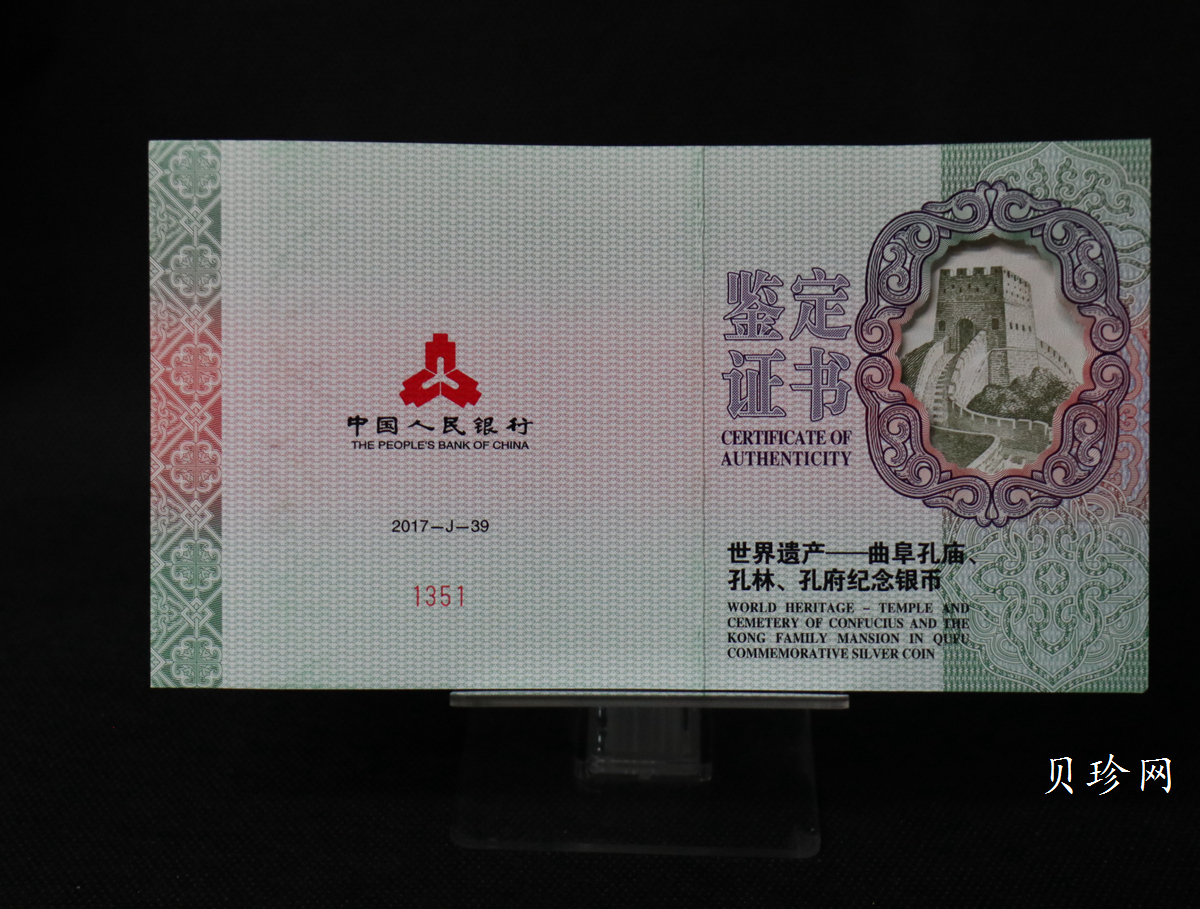 中国人民银行
THE PEOPLE'S BANK OF CHINA
2017—J—39
1351
鉴定
证书
CERTIFICATE OF
AUTHENTICITY
世界遗产——曲阜孔庙、
孔林、孔府纪念银币
WORLD HERITAGE – TEMPLE AND
CEMETERY OF CONFUCIUS AND THE
KONG FAMILY MANSION IN QUFU
COMMEMORATIVE SILVER COIN
贝珍网